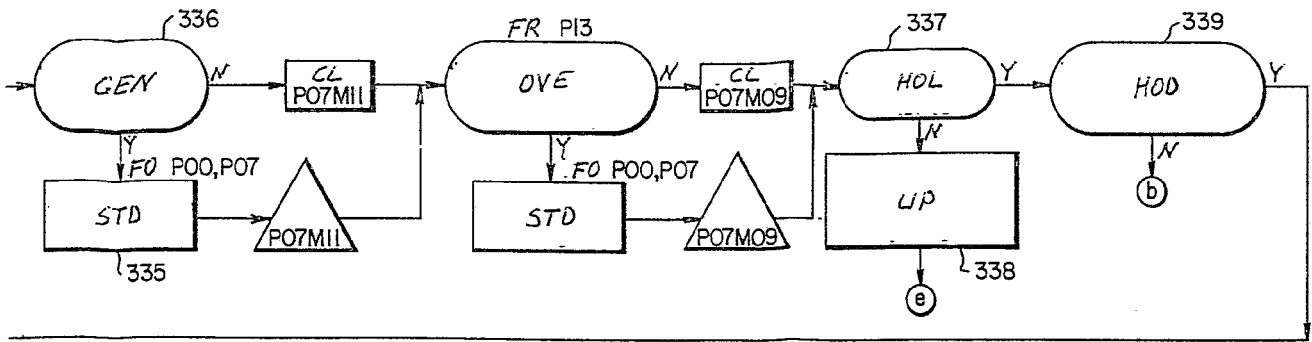 336
FR P13
337
339
GEN
N
CL
P07M11
OVE
N
CL
P07M09
HOL
Y
HOD
Y
Y
FO P00,P07
Y
FO P00,P07
N
N
STD
P07M11
STD
P07M09
UP
b
335
338
e